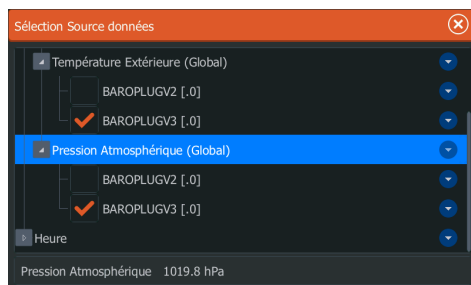 Sélection Source données
Température Extérieure (Global)
BAROPLUGV2 [.0]
BAROPLUGV3 [.0]
Pression Atmosphérique (Global)
BAROPLUGV2 [.0]
BAROPLUGV3 [.0]
Heure
Pression Atmosphérique 1019.8 hPa